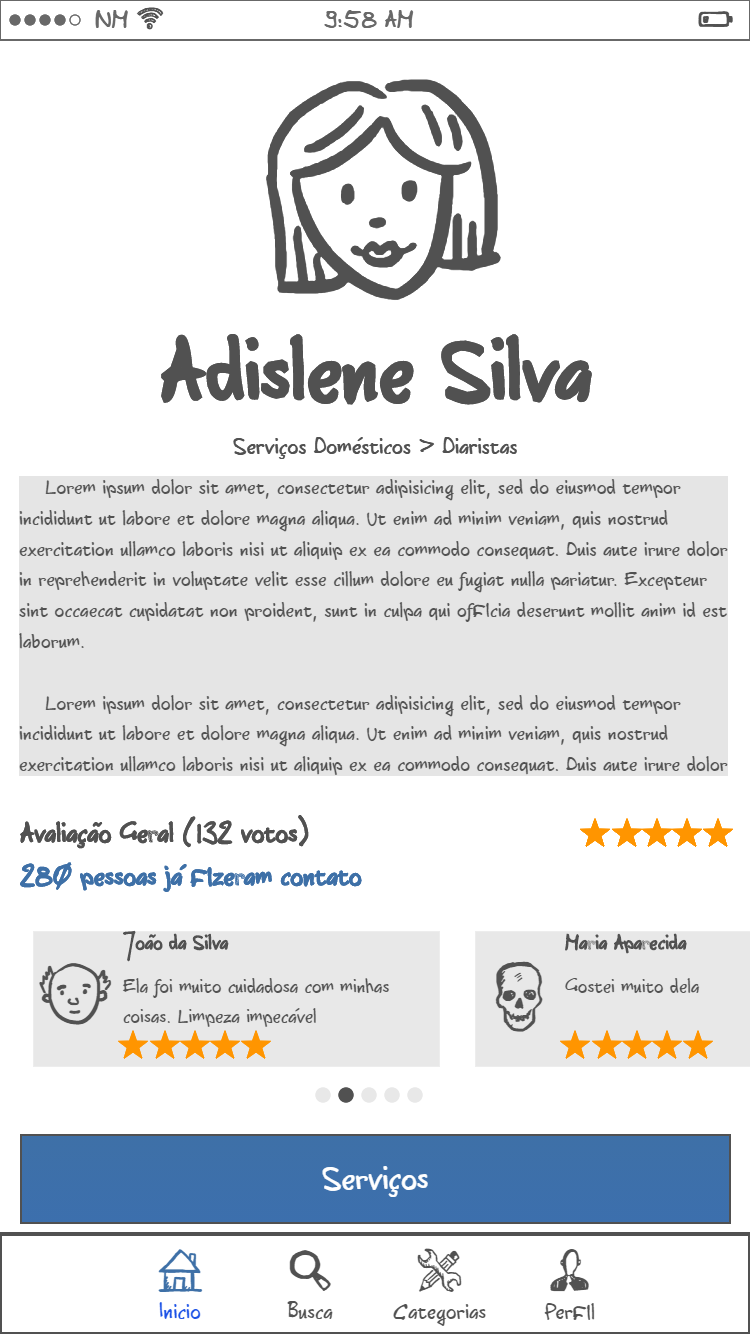 NM 9:58 AM
Adislene Silva
Serviços Domésticos > Diaristas
Lorem ipsum dolor sit amet, consectetur adipisicing elit, sed do eiusmod tempor
incididunt ut labore et dolore magna aliqua. Ut enim ad minim veniam, quis nostrud
exercitation ullamco laboris nisi ut aliquip ex ea commodo consequat. Duis aute irure dolor
in reprehenderit in voluptate velit esse cillum dolore eu fugiat nulla pariatur. Excepteur
sint occaecat cupidatat non proident, sunt in culpa qui officia deserunt mollit anim id est
laborum.
Lorem ipsum dolor sit amet, consectetur adipisicing elit, sed do eiusmod tempor
incididunt ut labore et dolore magna aliqua. Ut enim ad minim veniam, quis nostrud
exercitation ullamco laboris nisi ut aliquip ex ea commodo consequat. Duis aute irure dolor
Avaliação Geral (132 votos)
280 pessoas já fizeram contato
João da Silva
Ela foi muito cuidadosa com minhas
coisas. Limpeza impecável
Maria Aparecida
Gostei muito dela
Serviços
Inicio
Busca
Categorias
Perfil